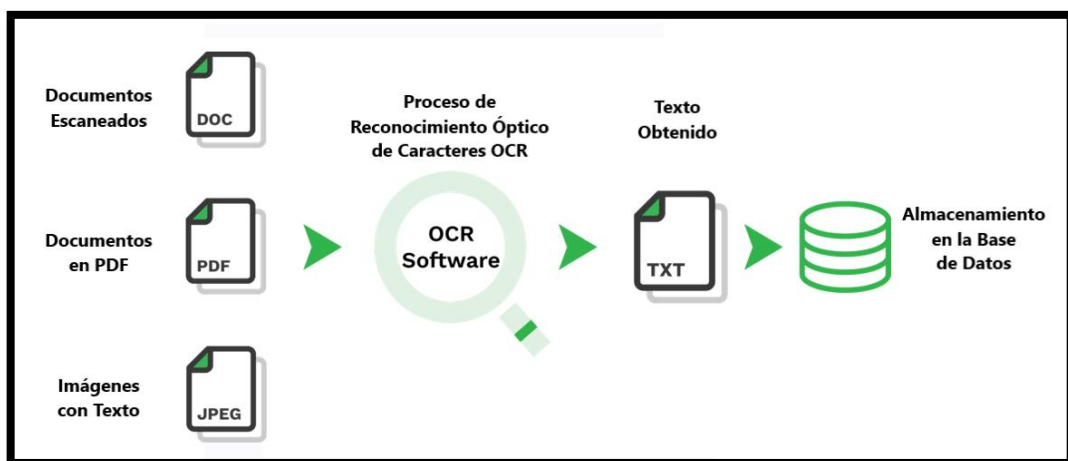 Documentos
Escaneados
DOC
Documentos
en PDF
PDF
Imágenes
con Texto
JPEG
Proceso de
Reconocimiento Óptico
de Caracteres OCR
OCR
Software
Texto
Obtenido
TXT
Almacenamiento
en la Base
de Datos